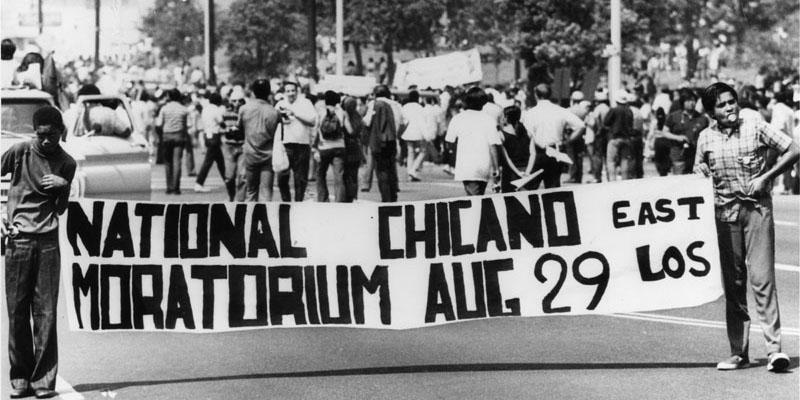 NATIONAL CHICANO EAST
MORATORIUM AUG 29 LOS